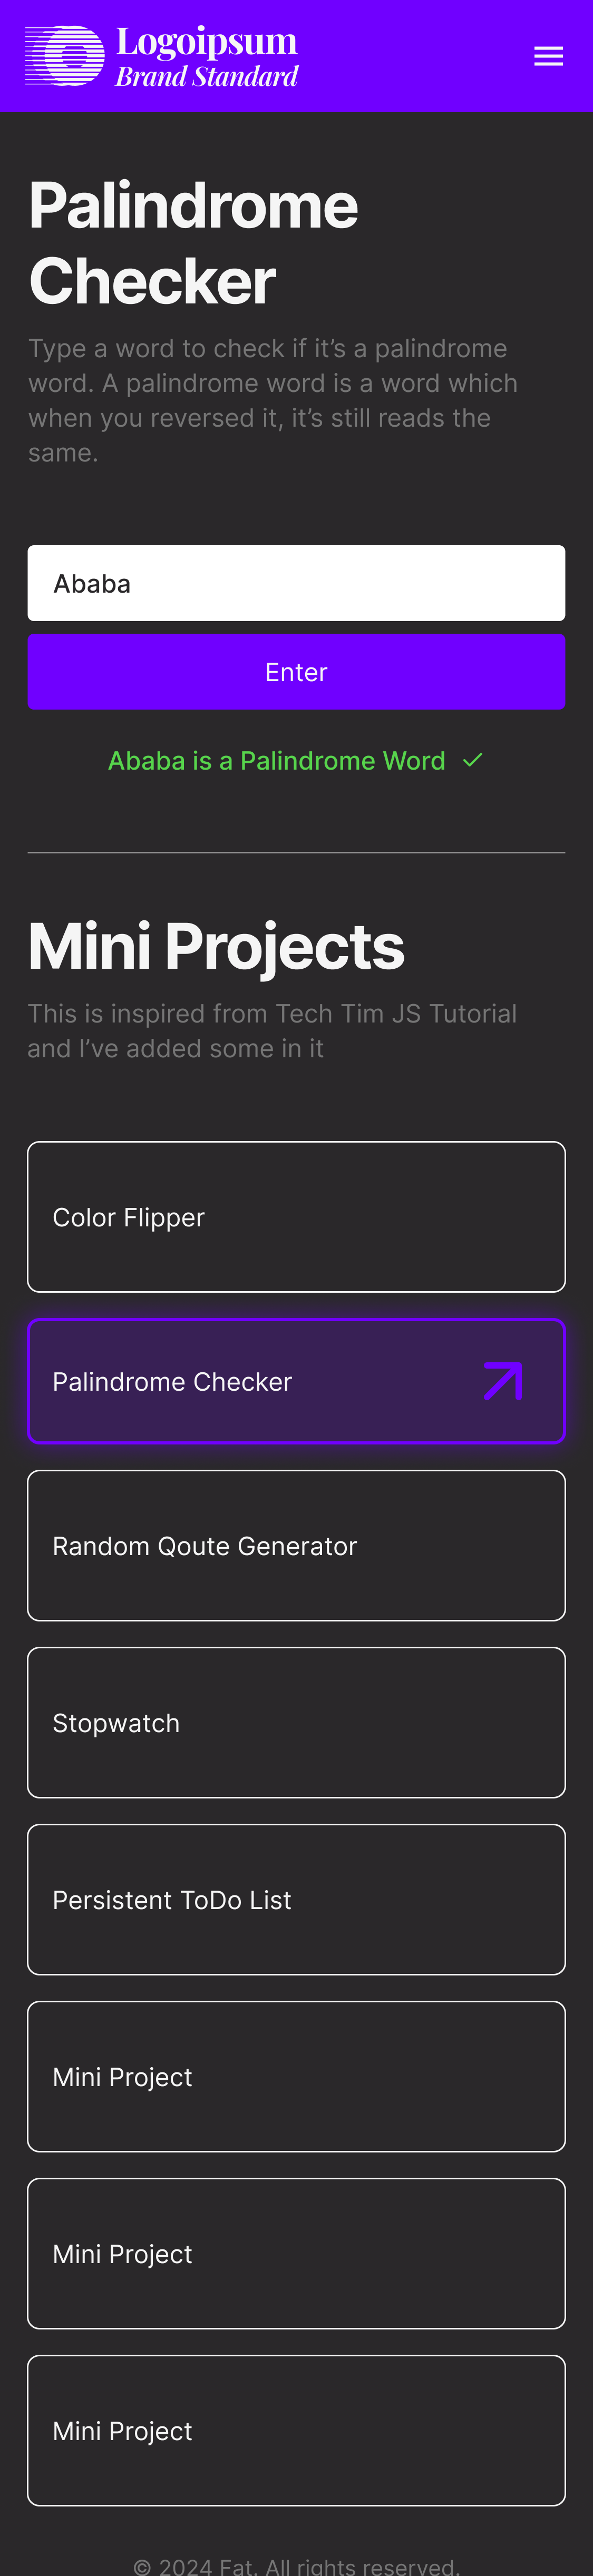 Logoipsum
Brand Standard
Palindrome
Checker
Type a word to check if it’s a palindrome
word. A palindrome word is a word which
when you reversed it, it’s still reads the
same.
Ababa
Enter
Ababa is a Palindrome Word
Mini Projects
This is inspired from Tech Tim JS Tutorial
and I’ve added some in it
Color Flipper
Palindrome Checker
Random Qoute Generator
Stopwatch
Persistent ToDo List
Mini Project
Mini Project
Mini Project
© 2024 Fat. All rights reserved.